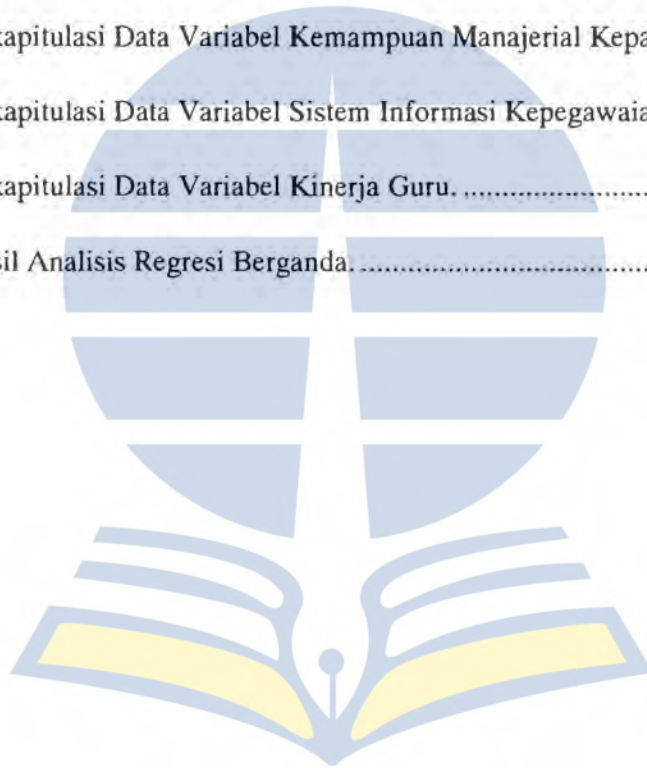 kapitulasi Data Variabel Kemampuan Manajerial Kepa
kapitulasi Data Variabel Sistem Informasi Kepegawaia
kapitulasi Data Variabel Kinerja Guru. ........................
sil Analisis Regresi Berganda. .....................................